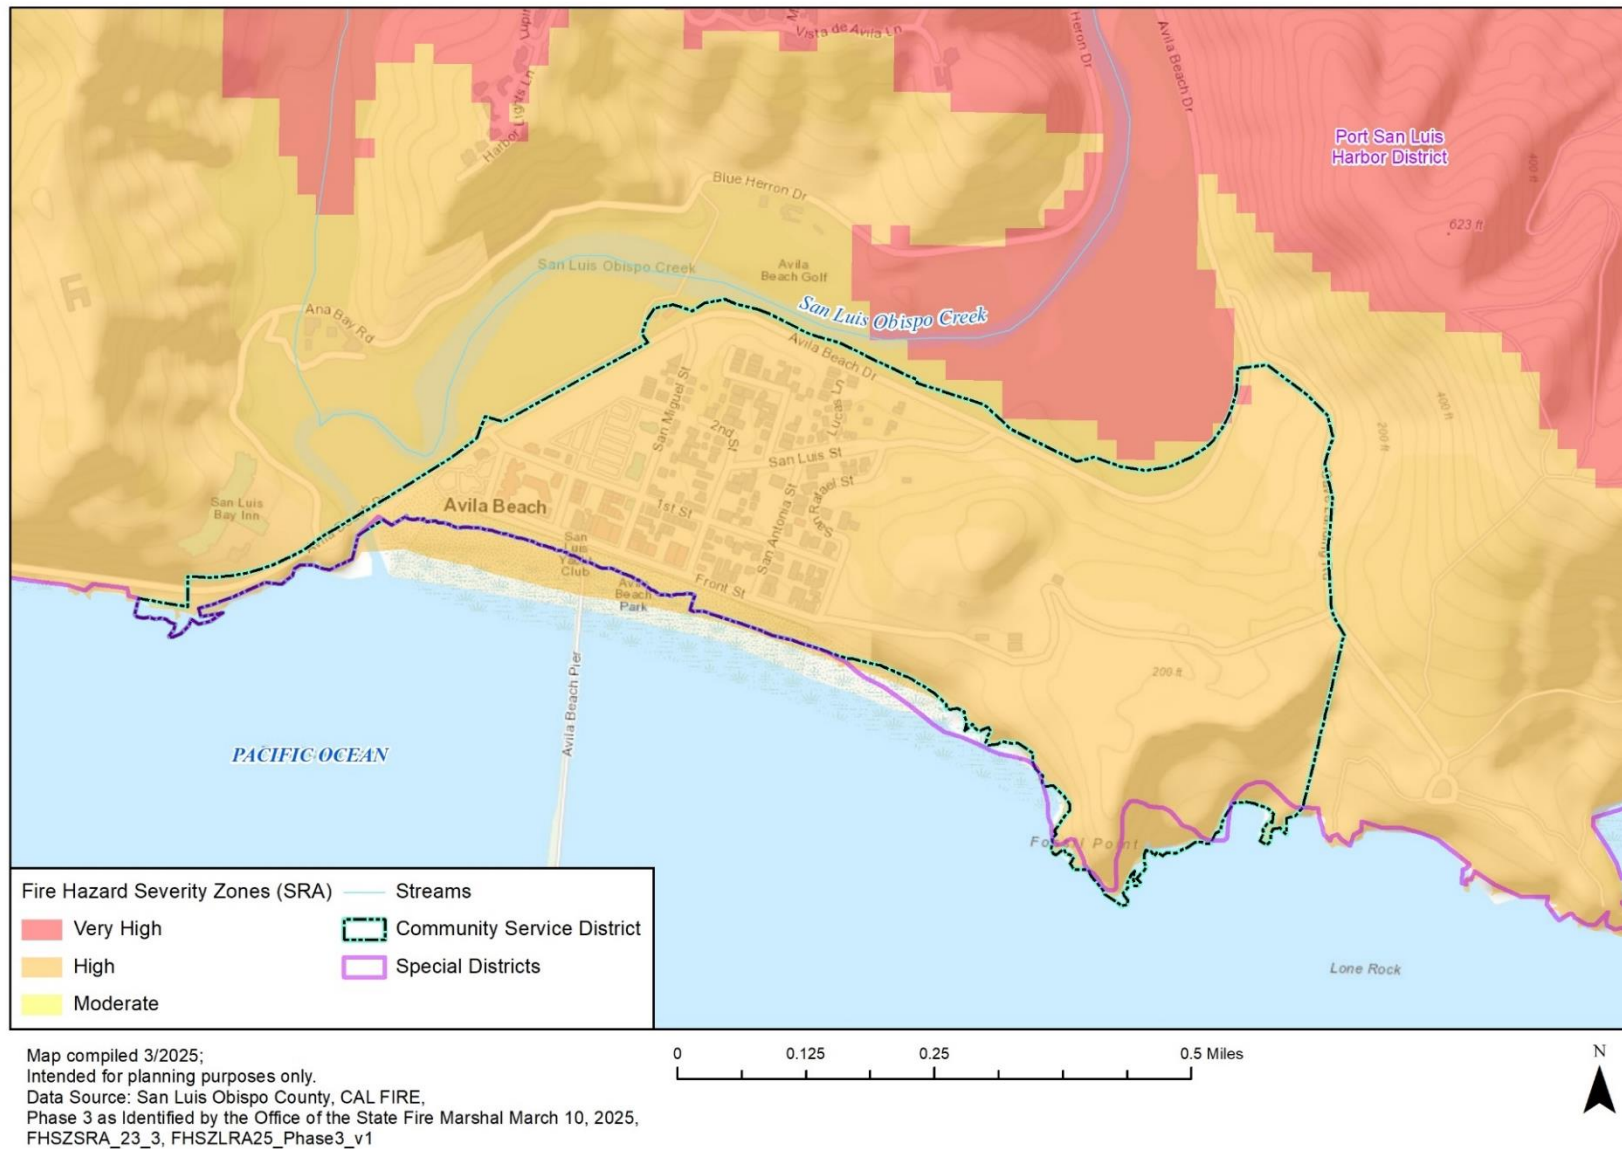 Vista de Avila Ln
Heron Dr
Avila Beach Dr
Harbor Lights Ln
Port San Luis
Harbor District
400 ft
623 ft
Blue Herron Dr
San Luis Obispo Creek
Avila
Beach Golf
San Luis Obispo Creek
Ana Bay Rd
Avila Beach Dr
San Miguel St
Lucas Ln
2nd St
San Luis St
400 ft
200 ft
San Luis
Bay Inn
Avila Beach
1st St
San Antonia St
San Rafael St
San
Luis
Yacht
Club
Avila
Beach
Park
Front St
200 ft
Avila Beach Pier
PACIFIC OCEAN
Fossil Point
Lone Rock
Fire Hazard Severity Zones (SRA)
Very High
High
Moderate
Streams
Community Service District
Special Districts
Map compiled 3/2025;
Intended for planning purposes only.
Data Source: San Luis Obispo County, CAL FIRE,
Phase 3 as Identified by the Office of the State Fire Marshal March 10, 2025,
FHSZSRA_23_3, FHSZLRA25_Phase3_v1
0 0.125 0.25 0.5 Miles
N